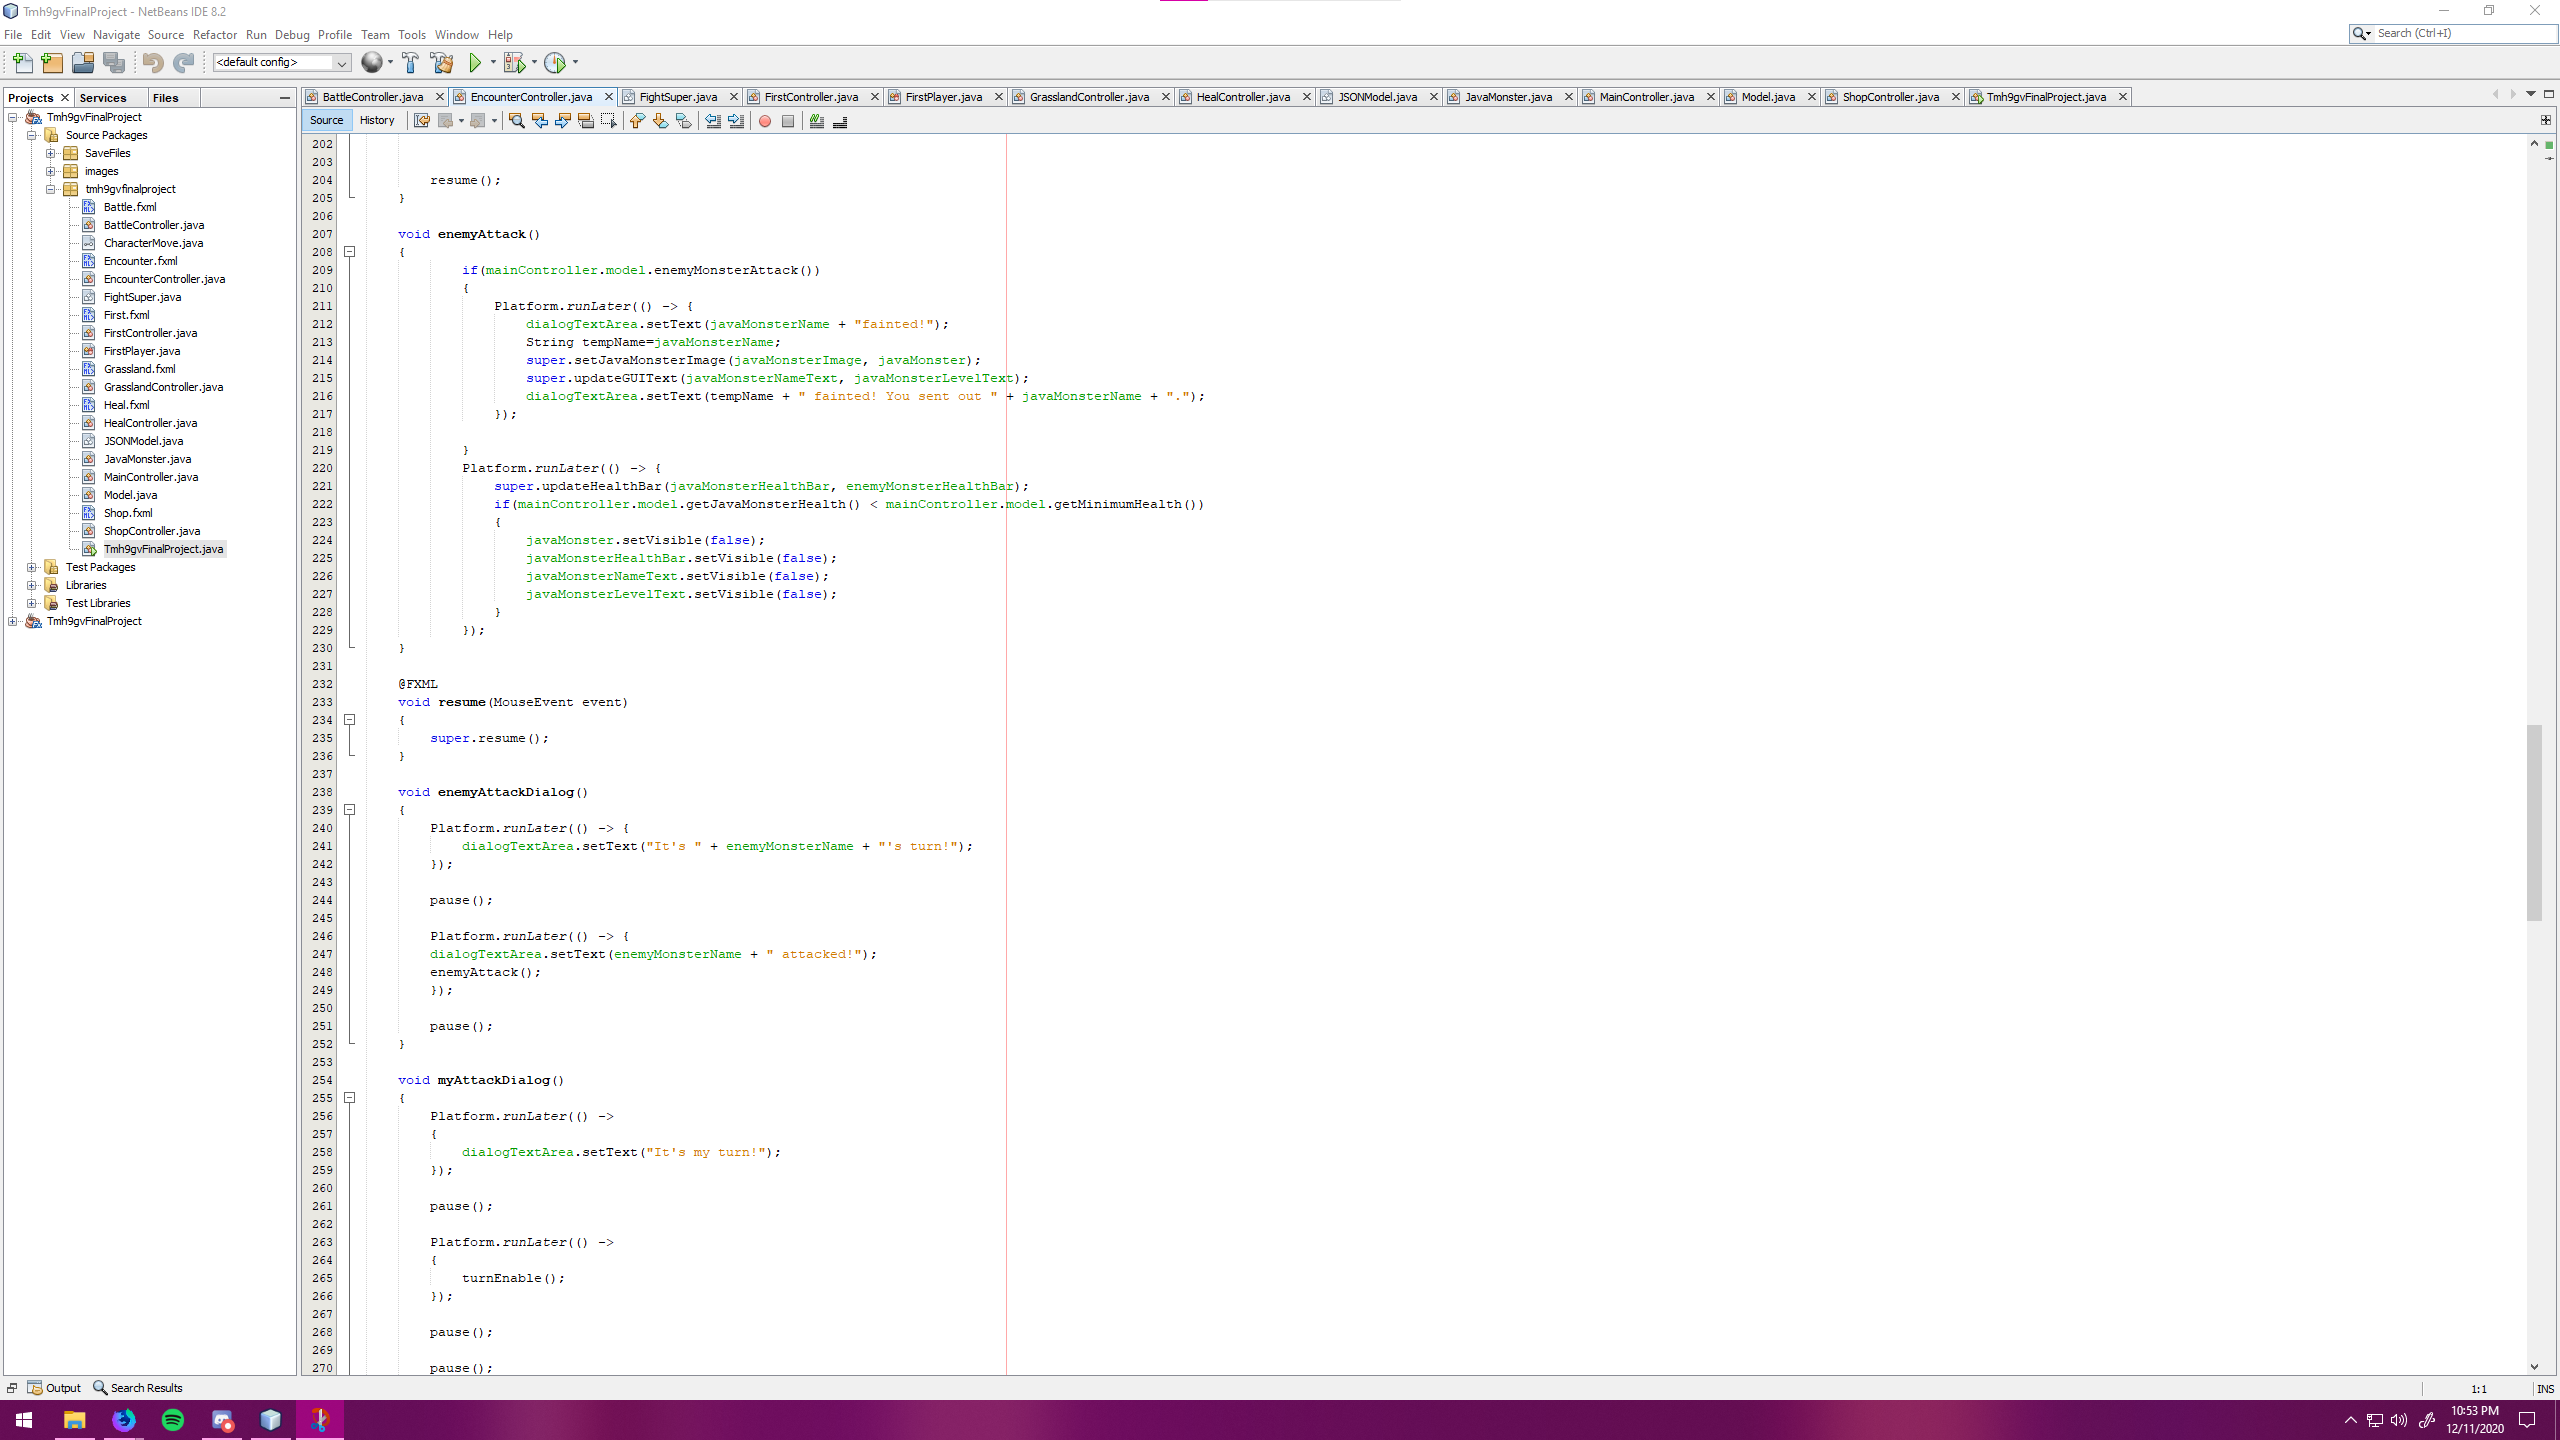 Tmh9gvFinalProject - NetBeans IDE 8.2
File Edit View Navigate Source Refactor Run Debug Profile Team Tools Window Help
Search (Ctrl+I)
<default config>
Projects Services Files
BattleController.java EncounterController.java FightSuper.java FirstController.java FirstPlayer.java GrasslandController.java HealController.java JSONModel.java JavaMonster.java MainController.java Model.java ShopController.java Tmh9gvFinalProject.java
Source History
Tmh9gvFinalProject
Source Packages
SaveFiles
images
tmh9gvfinalproject
Battle.fxml
BattleController.java
CharacterMove.java
Encounter.fxml
EncounterController.java
FightSuper.java
First.fxml
FirstController.java
FirstPlayer.java
Grassland.fxml
GrasslandController.java
Heal.fxml
HealController.java
JSONModel.java
JavaMonster.java
MainController.java
Model.java
Shop.fxml
ShopController.java
Tmh9gvFinalProject.java
Test Packages
Libraries
Test Libraries
Tmh9gvFinalProject
202
203
204 resume();
205 }
206
207 void enemyAttack()
208 {
209 if(mainController.model.enemyMonsterAttack())
210 {
211 Platform.runLater(() -> {
212 dialogTextArea.setText(javaMonsterName + "fainted!");
213 String tempName=javaMonsterName;
214 super.setJavaMonsterImage(javaMonsterImage, javaMonster);
215 super.updateGUIText(javaMonsterNameText, javaMonsterLevelText);
216 dialogTextArea.setText(tempName + " fainted! You sent out " + javaMonsterName + ".");
217 });
218
219 }
220 Platform.runLater(() -> {
221 super.updateHealthBar(javaMonsterHealthBar, enemyMonsterHealthBar);
222 if(mainController.model.getJavaMonsterHealth() < mainController.model.getMinimumHealth())
223 {
224 javaMonster.setVisible(false);
225 javaMonsterHealthBar.setVisible(false);
226 javaMonsterNameText.setVisible(false);
227 javaMonsterLevelText.setVisible(false);
228 }
229 });
230 }
231
232 @FXML
233 void resume(MouseEvent event)
234 {
235 super.resume();
236 }
237
238 void enemyAttackDialog()
239 {
240 Platform.runLater(() -> {
241 dialogTextArea.setText("It's " + enemyMonsterName + "'s turn!");
242 });
243
244 pause();
245
246 Platform.runLater(() -> {
247 dialogTextArea.setText(enemyMonsterName + " attacked!");
248 enemyAttack();
249 });
250
251 pause();
252 }
253
254 void myAttackDialog()
255 {
256 Platform.runLater(() ->
257 {
258 dialogTextArea.setText("It's my turn!");
259 });
260
261 pause();
262
263 Platform.runLater(() ->
264 {
265 turnEnable();
266 });
267
268 pause();
269
270 pause();
Output Search Results
1:1 INS
10:53 PM
12/11/2020